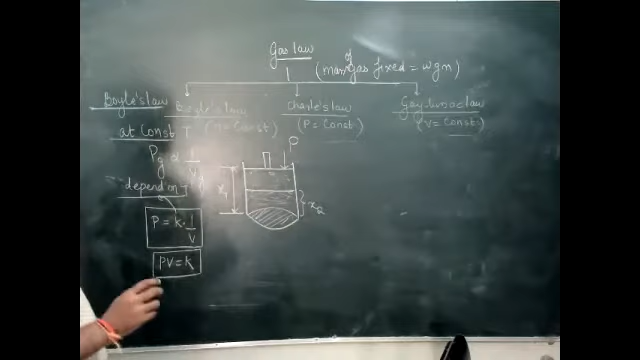 Gas law
(mass of gas fixed = w gm)
Boyle's law
Boyle's law
Charle's law
Gay lussac law
at const T
= Const)
(P = Const)
(V = Const)
P
Pg ∝ 1/V
depend on T
x1
x2
P = K · 1/V
PV = K